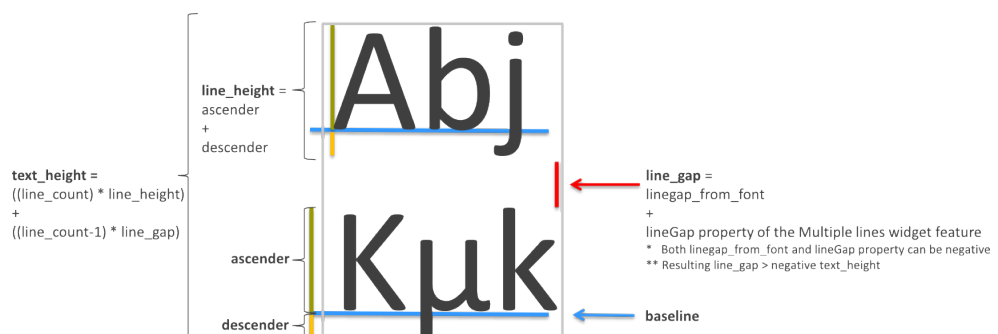 Abj
line_height =
ascender
+
descender
text_height =
((line_count) * line_height)
+
((line_count-1) * line_gap)
line_gap =
linegap_from_font
+
lineGap property of the Multiple lines widget feature
* Both linegap_from_font and lineGap property can be negative
** Resulting line_gap > negative text_height
Kμk
ascender
baseline
descender